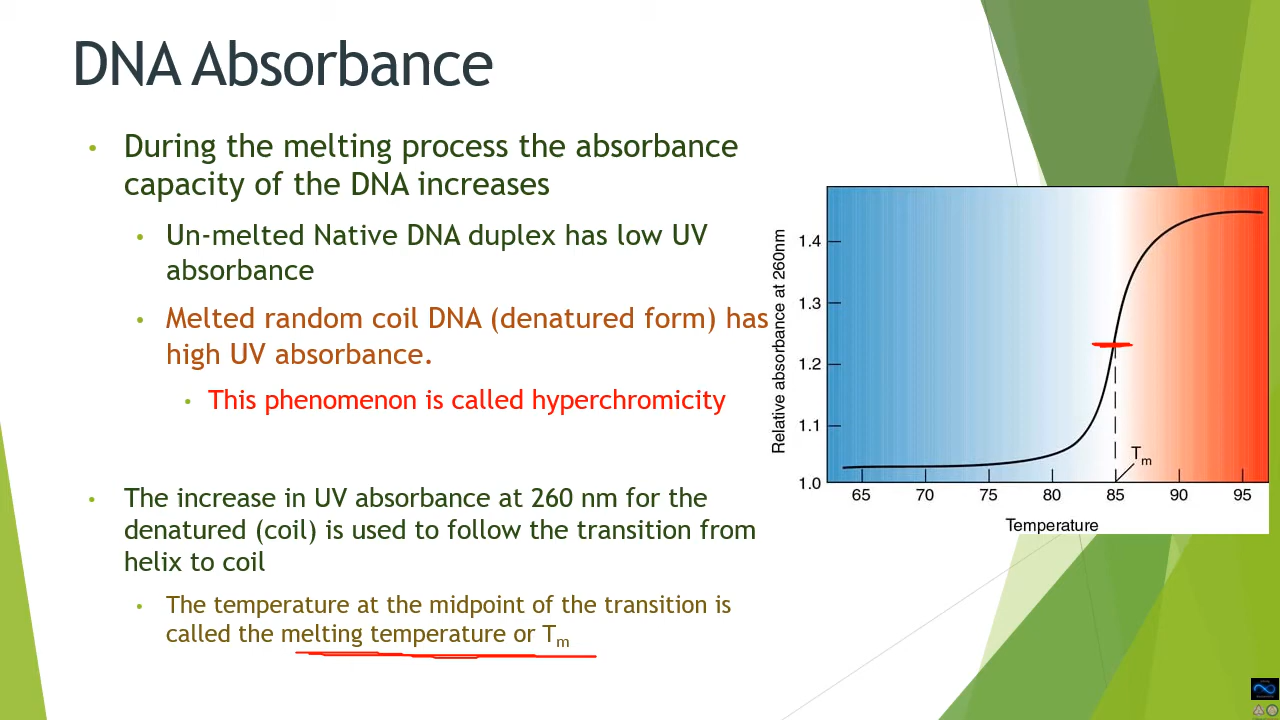 DNA Absorbance
• During the melting process the absorbance
capacity of the DNA increases
• Un-melted Native DNA duplex has low UV
absorbance
• Melted random coil DNA (denatured form) has
high UV absorbance.
• This phenomenon is called hyperchromicity
• The increase in UV absorbance at 260 nm for the
denatured (coil) is used to follow the transition from
helix to coil
• The temperature at the midpoint of the transition is
called the melting temperature or Tm
Relative absorbance at 260nm
1.4
1.3
1.2
1.1
1.0
Tm
65 70 75 80 85 90 95
Temperature